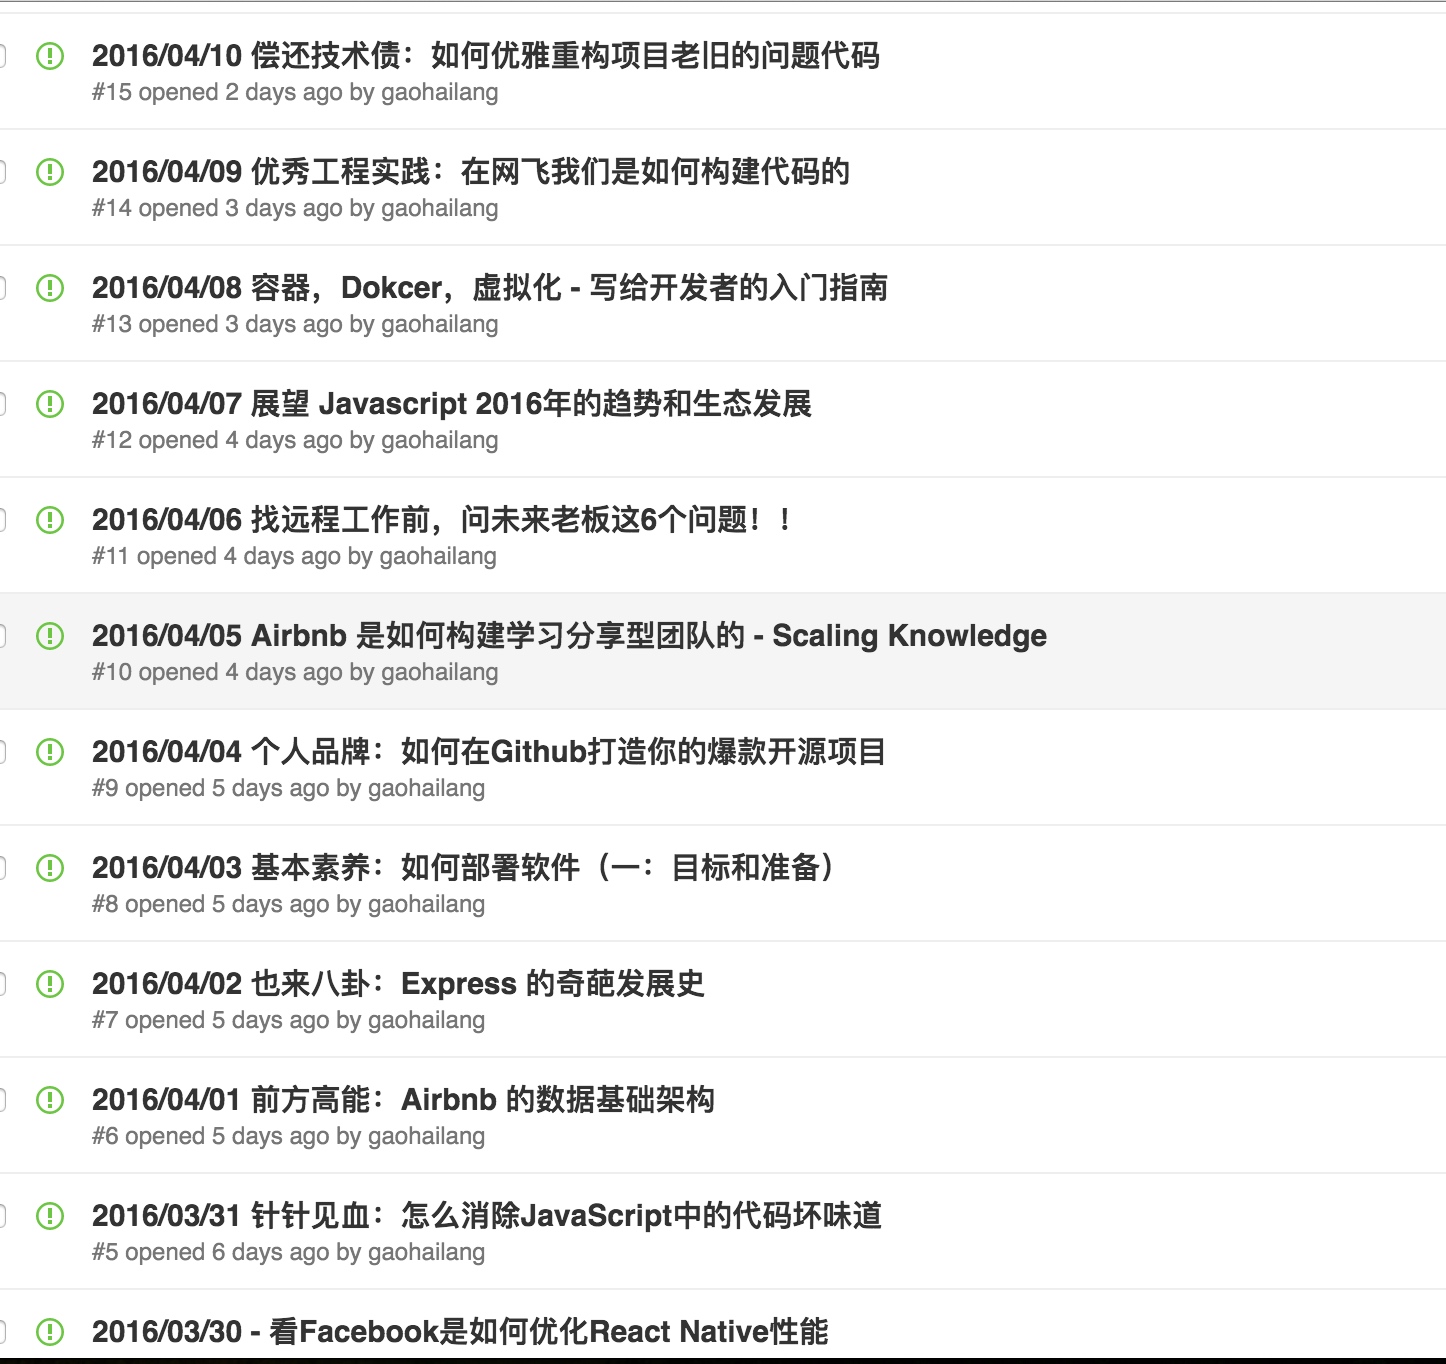 2016/04/10 偿还技术债：如何优雅重构项目老旧的问题代码
#15 opened 2 days ago by gaohailang
2016/04/09 优秀工程实践：在网飞我们是如何构建代码的
#14 opened 3 days ago by gaohailang
2016/04/08 容器，Dokcer，虚拟化 - 写给开发者的入门指南
#13 opened 3 days ago by gaohailang
2016/04/07 展望 Javascript 2016年的趋势和生态发展
#12 opened 4 days ago by gaohailang
2016/04/06 找远程工作前，问未来老板这6个问题！！
#11 opened 4 days ago by gaohailang
2016/04/05 Airbnb 是如何构建学习分享型团队的 - Scaling Knowledge
#10 opened 4 days ago by gaohailang
2016/04/04 个人品牌：如何在Github打造你的爆款开源项目
#9 opened 5 days ago by gaohailang
2016/04/03 基本素养：如何部署软件（一：目标和准备）
#8 opened 5 days ago by gaohailang
2016/04/02 也来八卦：Express 的奇葩发展史
#7 opened 5 days ago by gaohailang
2016/04/01 前方高能：Airbnb 的数据基础架构
#6 opened 5 days ago by gaohailang
2016/03/31 针针见血：怎么消除JavaScript中的代码坏味道
#5 opened 6 days ago by gaohailang
2016/03/30 - 看Facebook是如何优化React Native性能